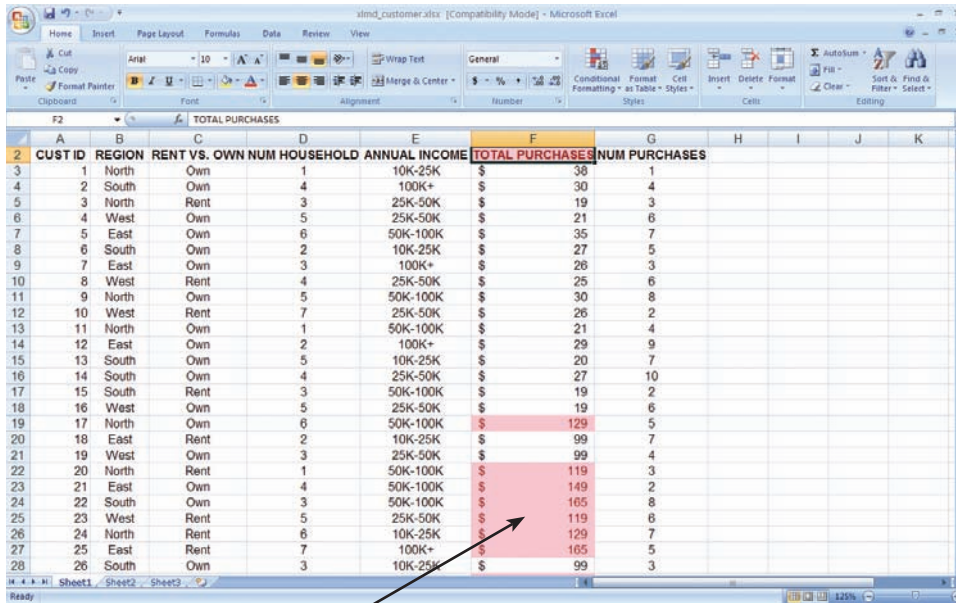 xlmd_customer.xlsx [Compatibility Mode] - Microsoft Excel
Home Insert Page Layout Formulas Data Review View
Cut
Copy
Format Painter
Paste
Arial 10
Wrap Text
Merge & Center
General
Conditional Formatting
Format as Table
Cell Styles
Insert Delete Format
AutoSum
Fill
Clear
Sort & Filter
Find & Select
Clipboard Font Alignment Number Styles Cells Editing
F2 TOTAL PURCHASES
A B C D E F G H I J K
2 CUST ID REGION RENT VS. OWN NUM HOUSEHOLD ANNUAL INCOME TOTAL PURCHASES NUM PURCHASES
3 1 North Own 1 10K-25K $ 38 1
4 2 South Own 4 100K+ $ 30 4
5 3 North Rent 3 25K-50K $ 19 3
6 4 West Own 5 25K-50K $ 21 6
7 5 East Own 6 50K-100K $ 35 7
8 6 South Own 2 10K-25K $ 27 5
9 7 East Own 3 100K+ $ 26 3
10 8 West Rent 4 25K-50K $ 25 6
11 9 North Own 5 50K-100K $ 30 8
12 10 West Rent 7 25K-50K $ 26 2
13 11 North Own 1 50K-100K $ 21 4
14 12 East Own 2 100K+ $ 29 9
15 13 South Own 5 10K-25K $ 20 7
16 14 South Own 4 25K-50K $ 27 10
17 15 South Rent 3 50K-100K $ 19 2
18 16 West Own 5 25K-50K $ 19 6
19 17 North Own 6 50K-100K $ 129 5
20 18 East Rent 2 10K-25K $ 99 7
21 19 West Own 3 25K-50K $ 99 4
22 20 North Rent 1 50K-100K $ 119 3
23 21 East Own 4 50K-100K $ 149 2
24 22 South Own 3 50K-100K $ 165 8
25 23 West Rent 5 25K-50K $ 119 6
26 24 North Rent 6 10K-25K $ 129 7
27 25 East Rent 7 100K+ $ 165 5
28 26 South Own 3 10K-25K $ 99 3
Sheet1 Sheet2 Sheet3
Ready 125%